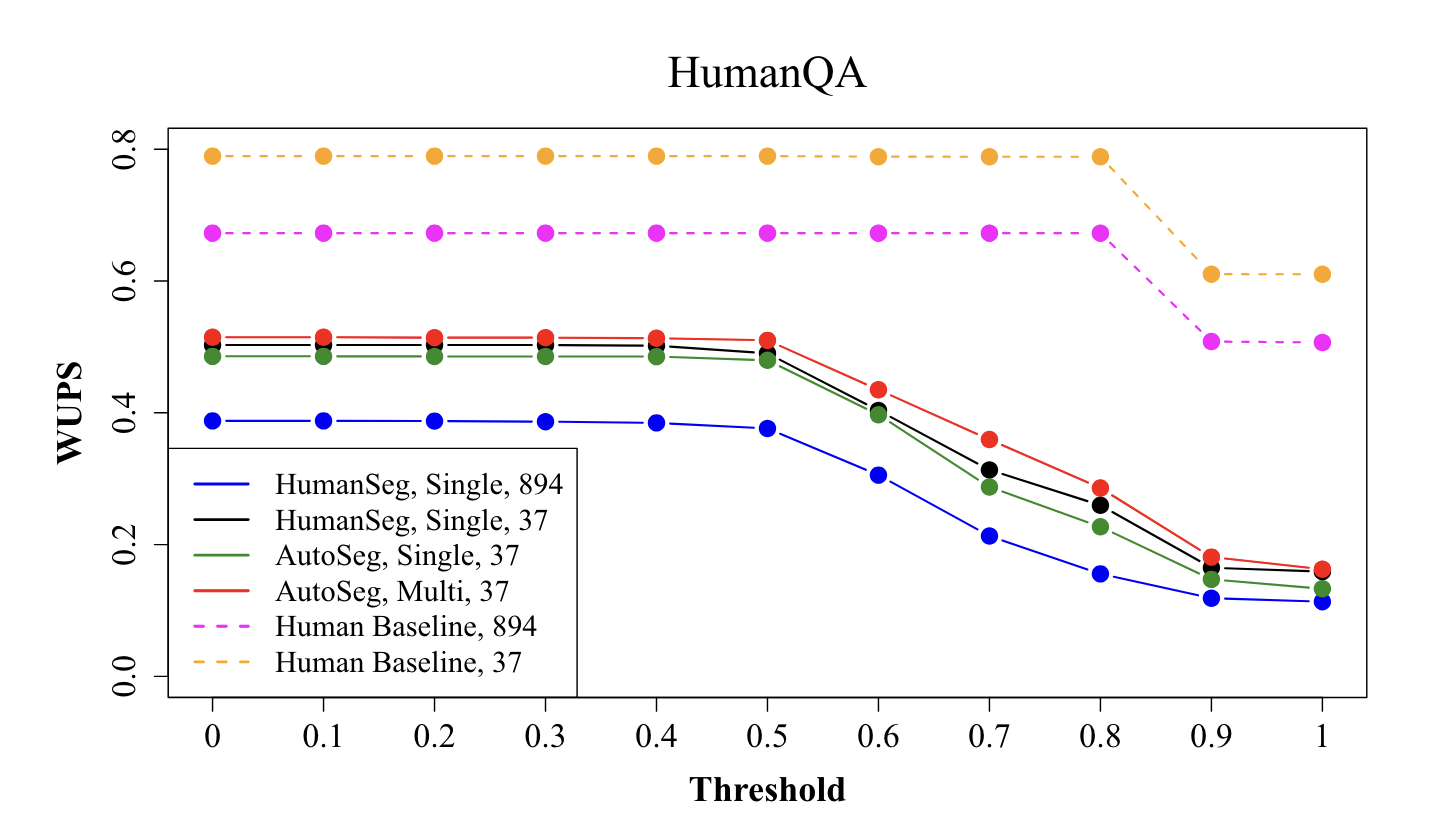 HumanQA
0.8
0.6
0.4
0.2
0.0
WUPS
HumanSeg, Single, 894
HumanSeg, Single, 37
AutoSeg, Single, 37
AutoSeg, Multi, 37
Human Baseline, 894
Human Baseline, 37
0 0.1 0.2 0.3 0.4 0.5 0.6 0.7 0.8 0.9 1
Threshold